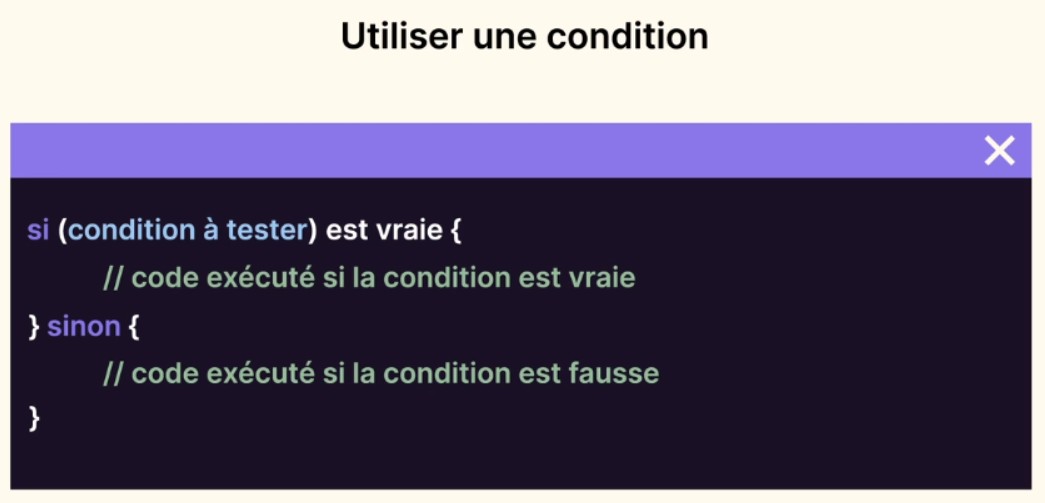 Utiliser une condition
si (condition à tester) est vraie {
// code exécuté si la condition est vraie
} sinon {
// code exécuté si la condition est fausse
}